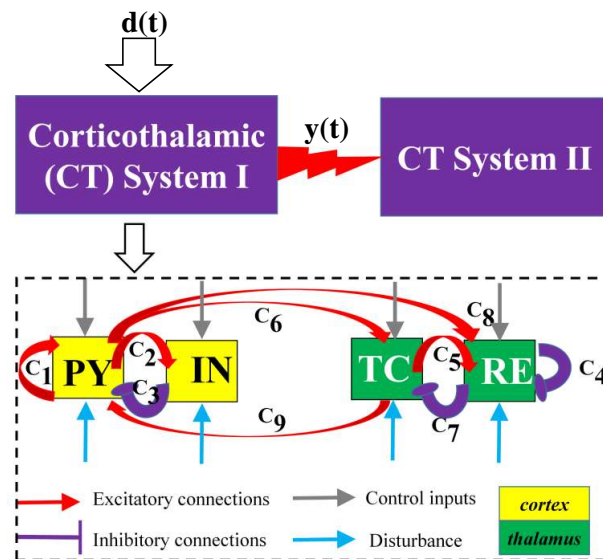 d(t)
Corticothalamic
(CT) System I
y(t)
CT System II
C6
C8
C1
PY
C2
C3
IN
TC
C5
RE
C4
C9
C7
Excitatory connections
Control inputs
cortex
Inhibitory connections
Disturbance
thalamus